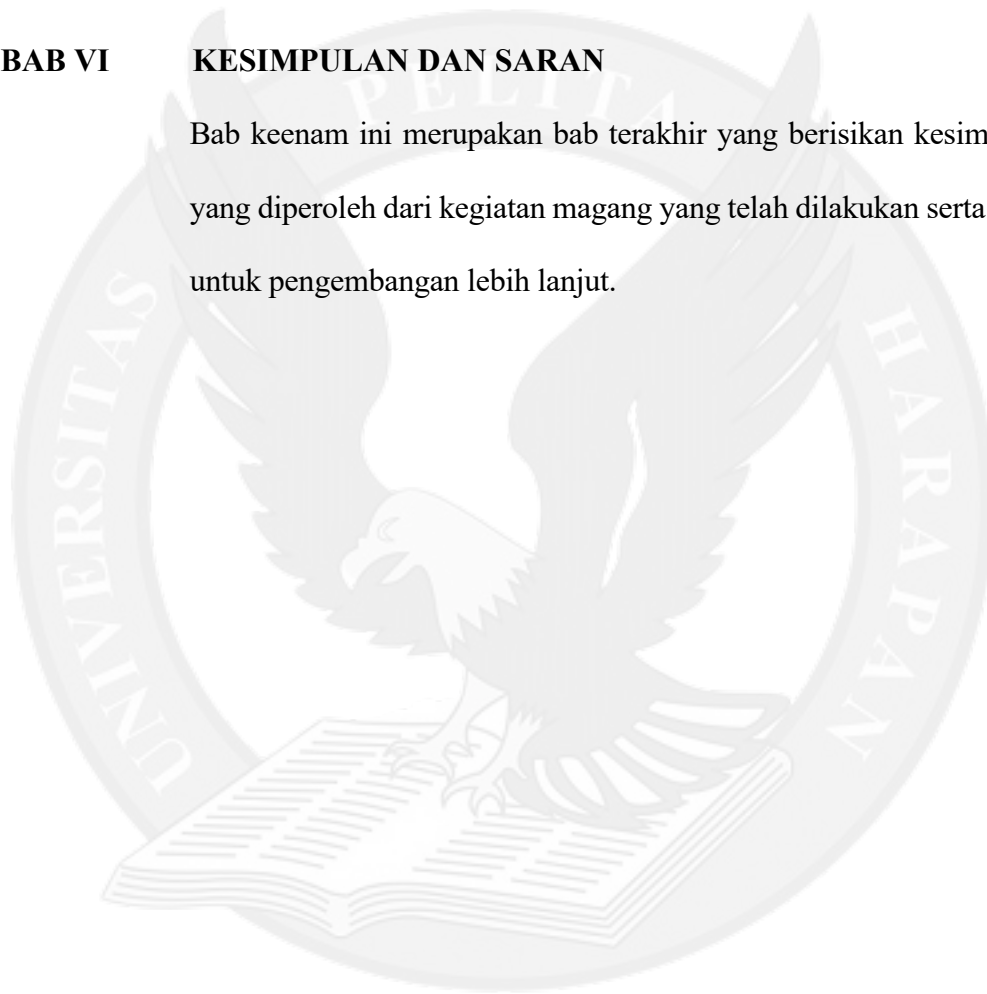 BAB VI KESIMPULAN DAN SARAN
Bab keenam ini merupakan bab terakhir yang berisikan kesim
yang diperoleh dari kegiatan magang yang telah dilakukan serta
untuk pengembangan lebih lanjut.
UNIVERSITAS PELITA HARAPAN